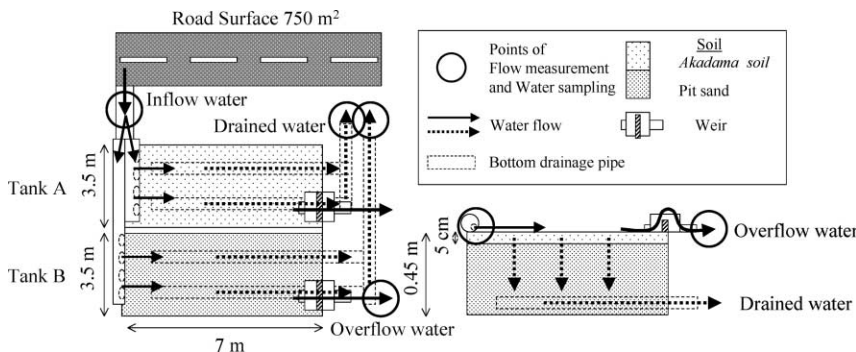 Road Surface 750 m²
Inflow water
Drained water
3.5 m
Tank A
3.5 m
Tank B
Overflow water
7 m
Points of
Flow measurement
and Water sampling
Soil
Akadama soil
Pit sand
Water flow
Weir
Bottom drainage pipe
5 cm
0.45 m
Overflow water
Drained water